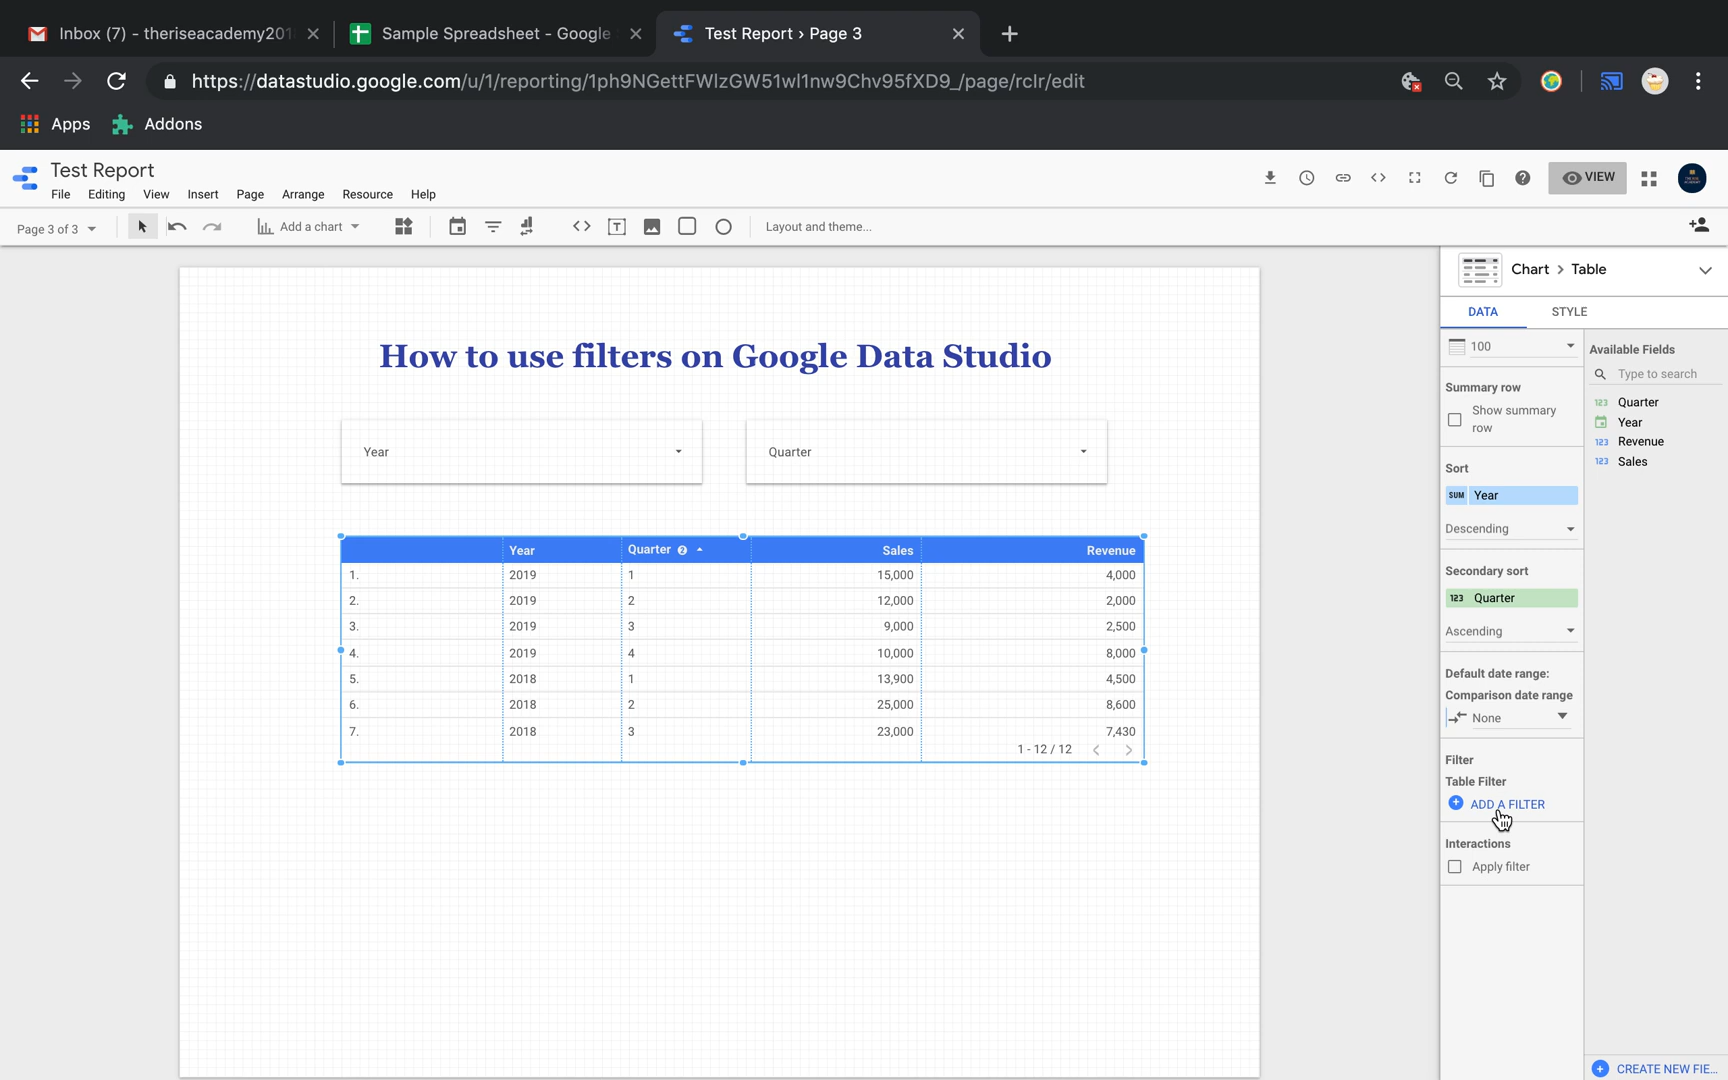 Inbox (7) - theriseacademy201
Sample Spreadsheet - Google
Test Report › Page 3
https://datastudio.google.com/u/1/reporting/1ph9NGettFWIzGW51wl1nw9Chv95fXD9_/page/rclr/edit
Apps
Addons
Test Report
File Editing View Insert Page Arrange Resource Help
VIEW
Page 3 of 3
Add a chart
Layout and theme...
How to use filters on Google Data Studio
Year
Quarter
Year Quarter 2 Sales Revenue
1. 2019 1 15,000 4,000
2. 2019 2 12,000 2,000
3. 2019 3 9,000 2,500
4. 2019 4 10,000 8,000
5. 2018 1 13,900 4,500
6. 2018 2 25,000 8,600
7. 2018 3 23,000 7,430
1 - 12 / 12
Chart > Table
DATA STYLE
100
Summary row
Show summary
row
Sort
SUM Year
Descending
Secondary sort
123 Quarter
Ascending
Default date range:
Comparison date range
None
Filter
Table Filter
ADD A FILTER
Interactions
Apply filter
Available Fields
Type to search
123 Quarter
Year
123 Revenue
123 Sales
CREATE NEW FIE...